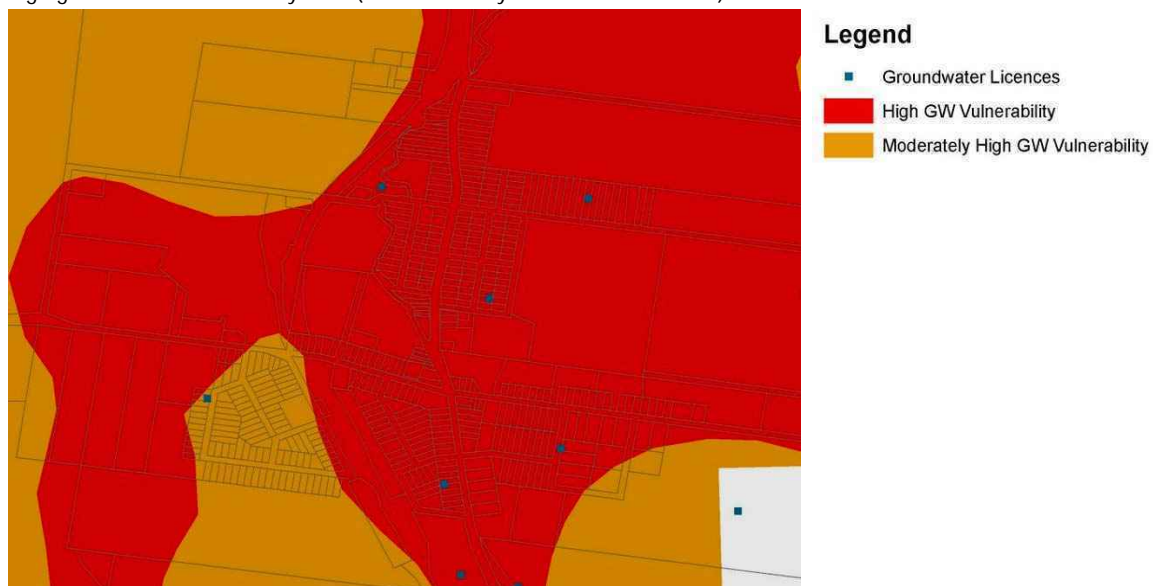 Legend
Groundwater Licences
High GW Vulnerability
Moderately High GW Vulnerability